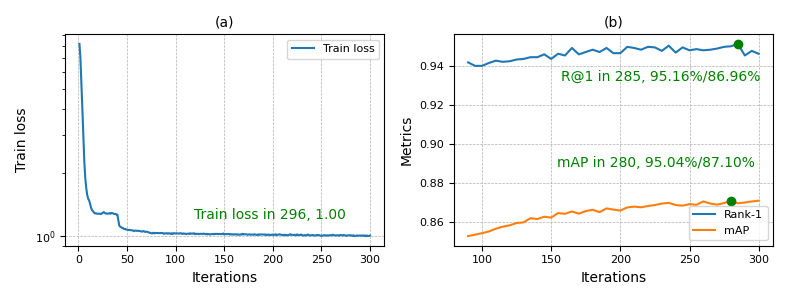 (a)
Train loss
Train loss
Train loss in 296, 1.00
10⁰
0 50 100 150 200 250 300
Iterations
(b)
Metrics
0.94
0.92
0.90
0.88
0.86
R@1 in 285, 95.16%/86.96%
mAP in 280, 95.04%/87.10%
Rank-1
mAP
100 150 200 250 300
Iterations